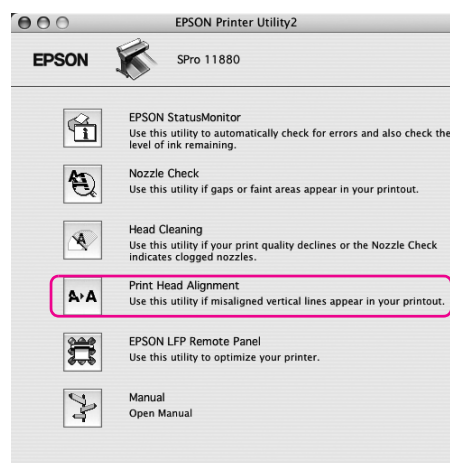 EPSON Printer Utility2
EPSON
SPro 11880
EPSON StatusMonitor
Use this utility to automatically check for errors and also check the
level of ink remaining.
Nozzle Check
Use this utility if gaps or faint areas appear in your printout.
Head Cleaning
Use this utility if your print quality declines or the Nozzle Check
indicates clogged nozzles.
A A
Print Head Alignment
Use this utility if misaligned vertical lines appear in your printout.
EPSON LFP Remote Panel
Use this utility to optimize your printer.
Manual
Open Manual